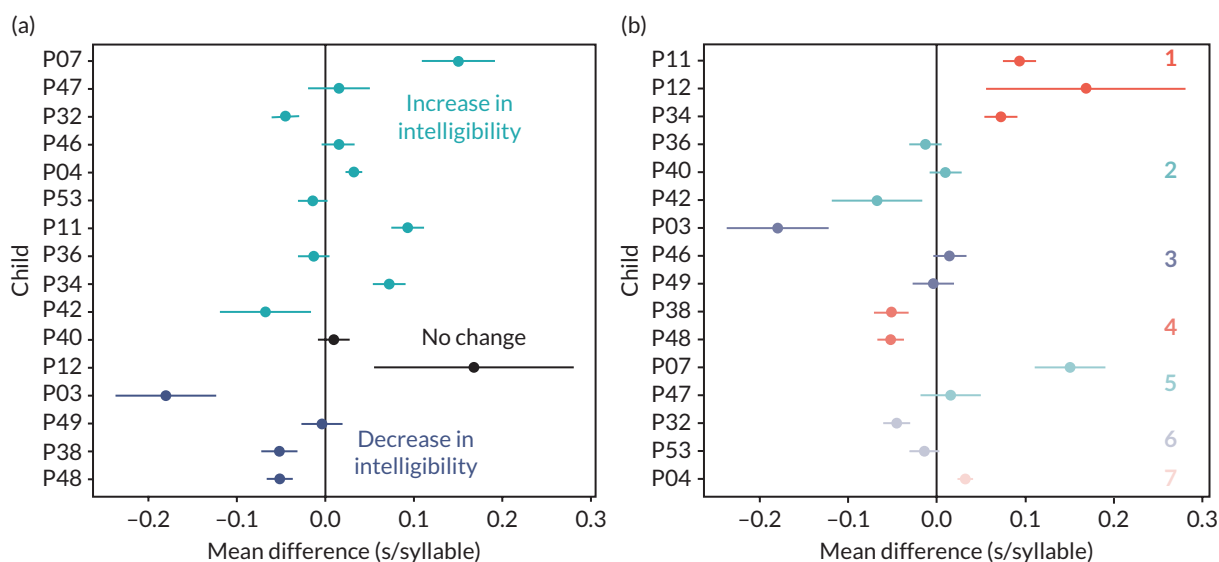 (a)
Child
P07
P47
P32
P46
P04
P53
P11
P36
P34
P42
P40
P12
P03
P49
P38
P48
Increase in
intelligibility
No change
Decrease in
intelligibility
−0.2 −0.1 0.0 0.1 0.2 0.3
Mean difference (s/syllable)
(b)
Child
P11
P12
P34
P36
P40
P42
P03
P46
P49
P38
P48
P07
P47
P32
P53
P04
1
2
3
4
5
6
7
−0.2 −0.1 0.0 0.1 0.2 0.3
Mean difference (s/syllable)